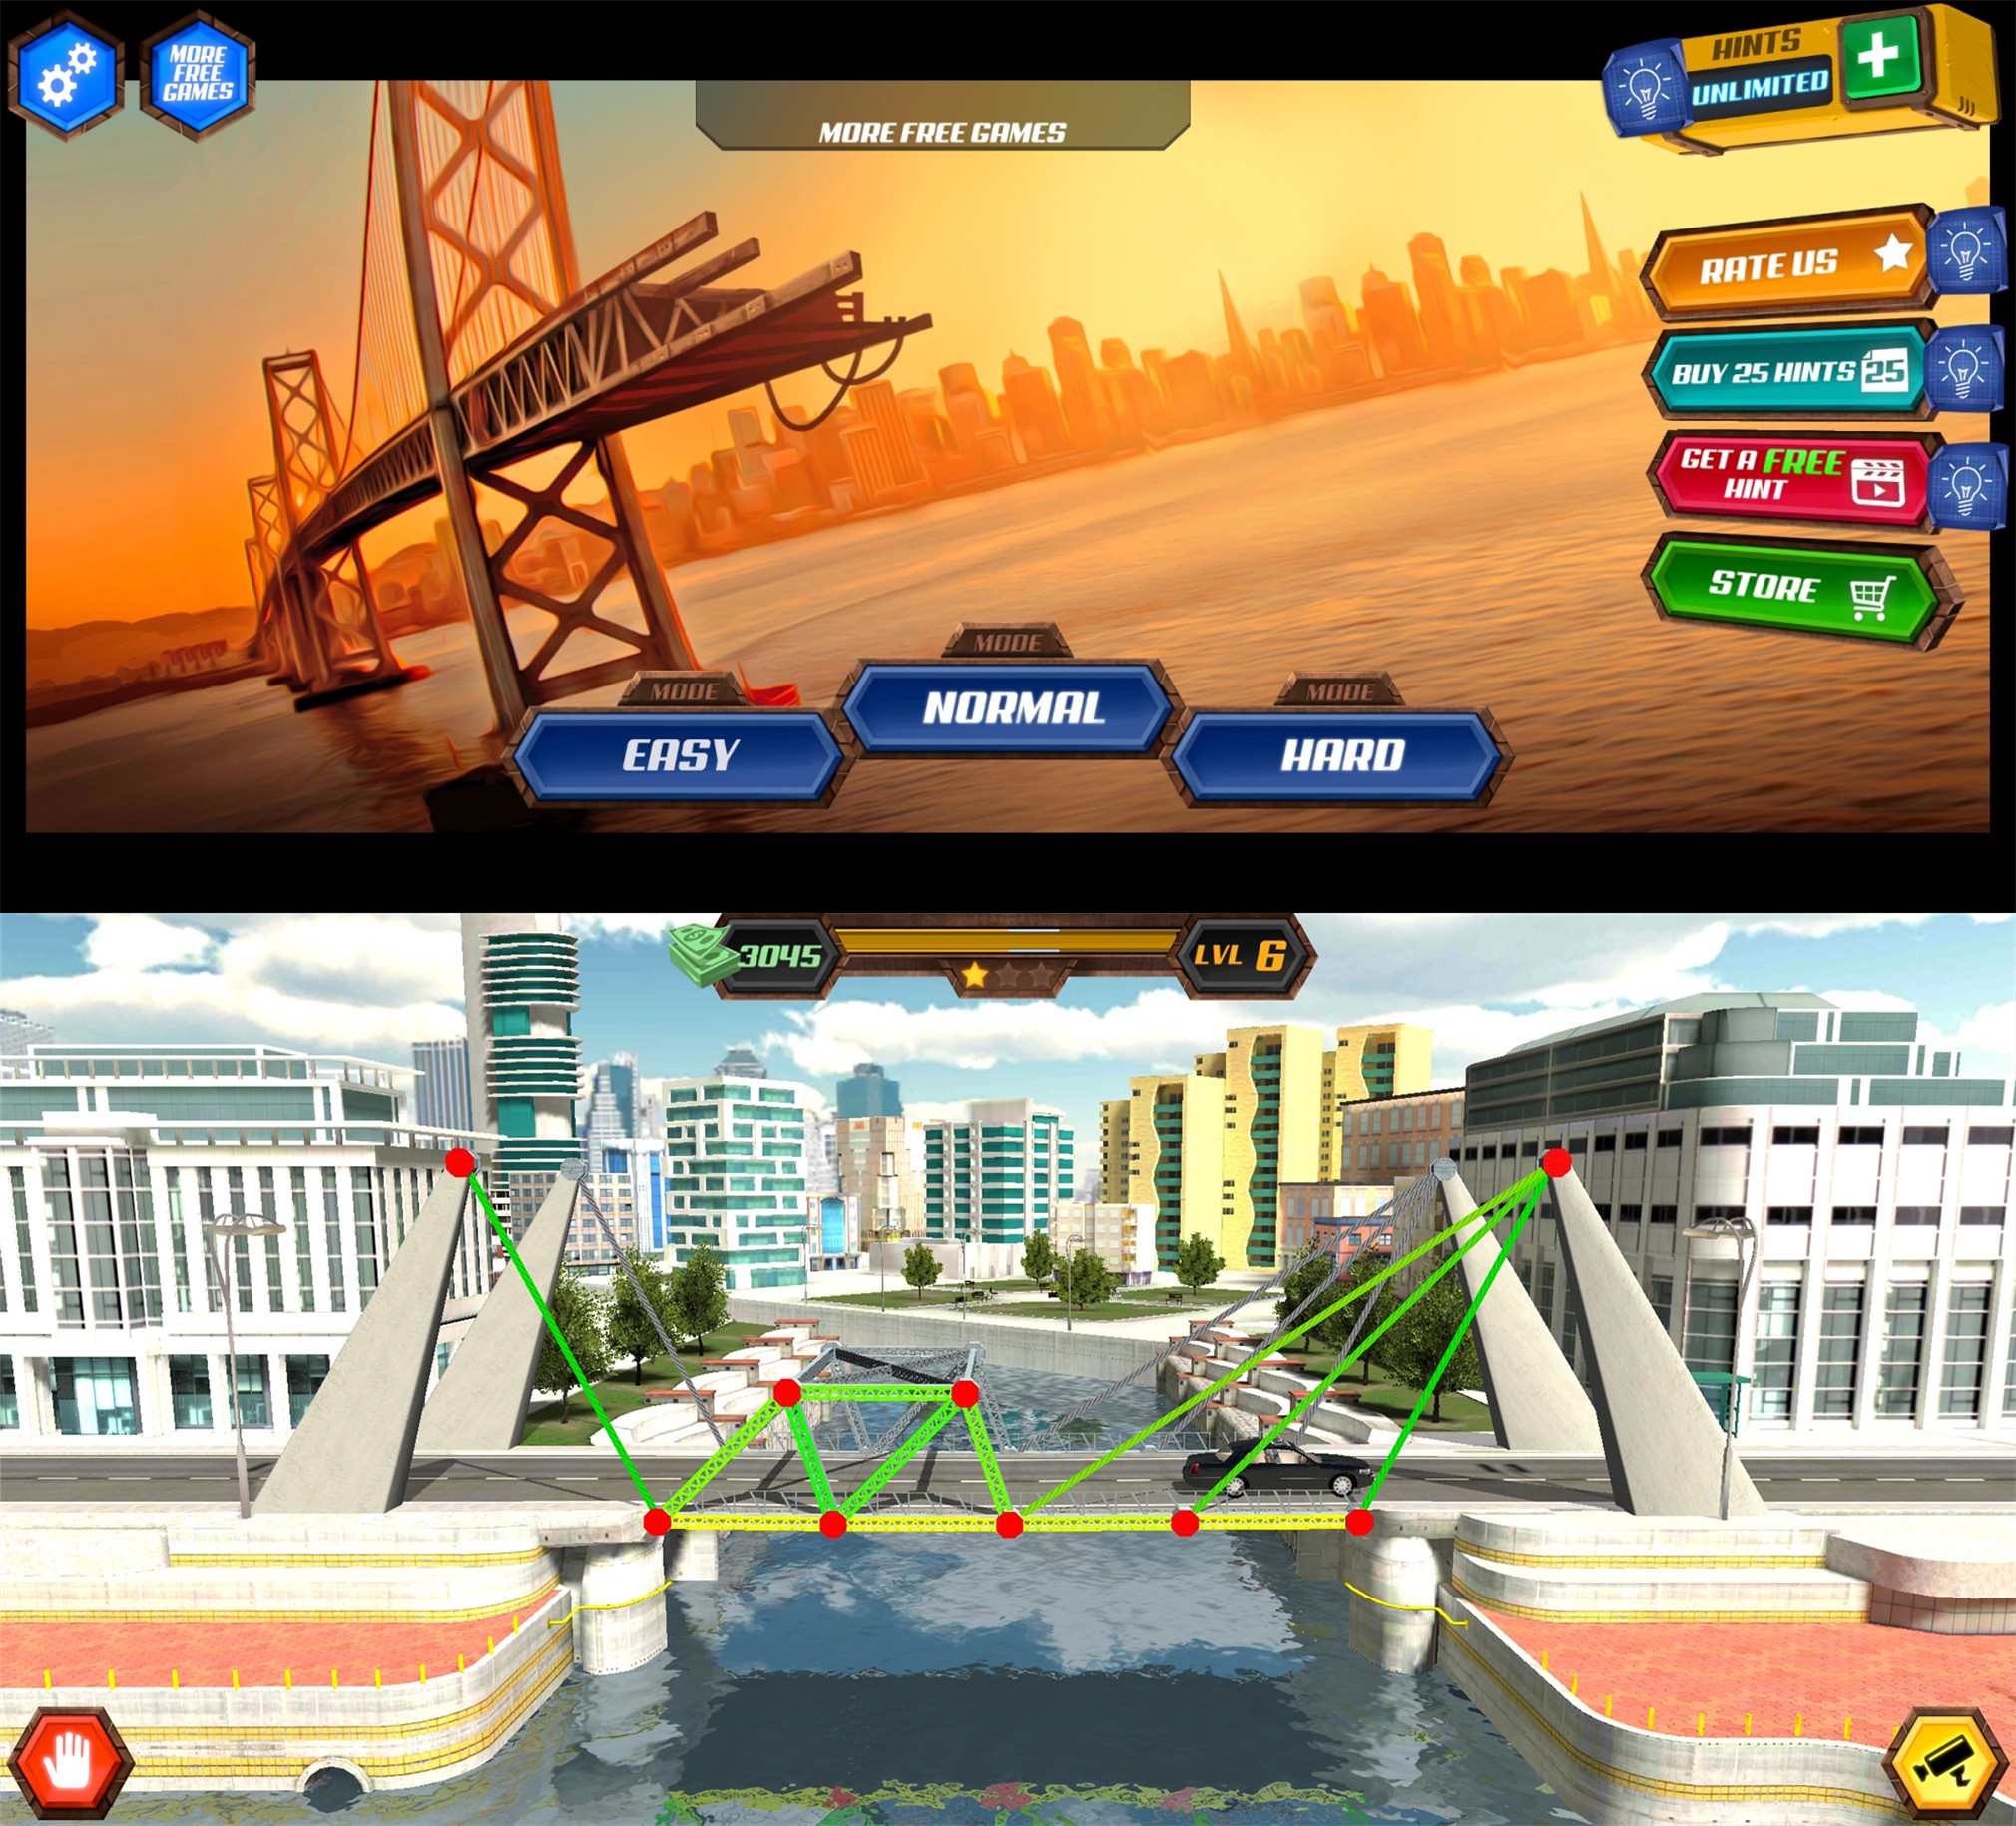 MORE
FREE
GAMES
MORE FREE GAMES
HINTS
UNLIMITED
RATE US
BUY 25 HINTS 25
GET A FREE
HINT
STORE
MODE
NORMAL
MODE
EASY
MODE
HARD
3045
LVL 6